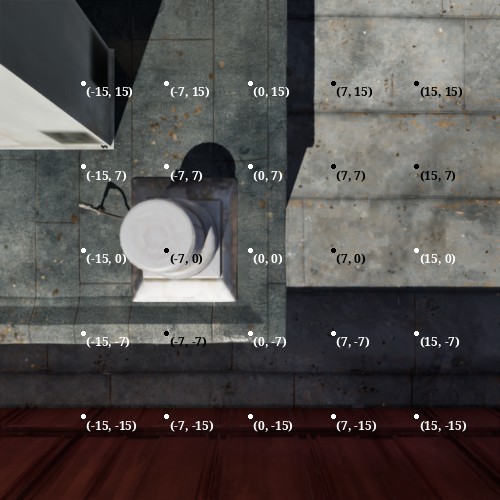 (-15, 15) (-7, 15) (0, 15) (7, 15) (15, 15)
(-15, 7) (-7, 7) (0, 7) (7, 7) (15, 7)
(-15, 0) (-7, 0) (0, 0) (7, 0) (15, 0)
(-15, -7) (-7, -7) (0, -7) (7, -7) (15, -7)
(-15, -15) (-7, -15) (0, -15) (7, -15) (15, -15)